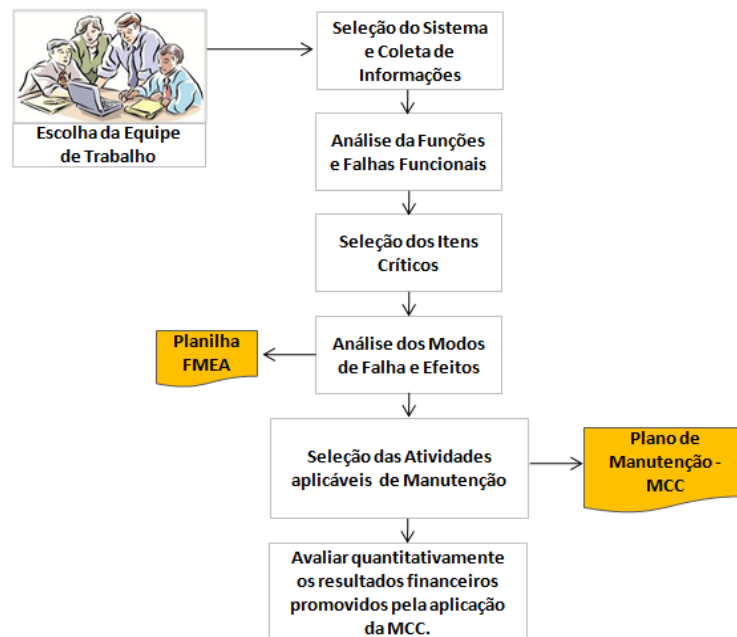 Seleção do Sistema
e Coleta de
Informações
Escolha da Equipe
de Trabalho
Análise da Funções
e Falhas Funcionais
Seleção dos Itens
Críticos
Planilha
FMEA
Análise dos Modos
de Falha e Efeitos
Seleção das Atividades
aplicáveis de Manutenção
Plano de
Manutenção -
MCC
Avaliar quantitativamente
os resultados financeiros
promovidos pela aplicação
da MCC.